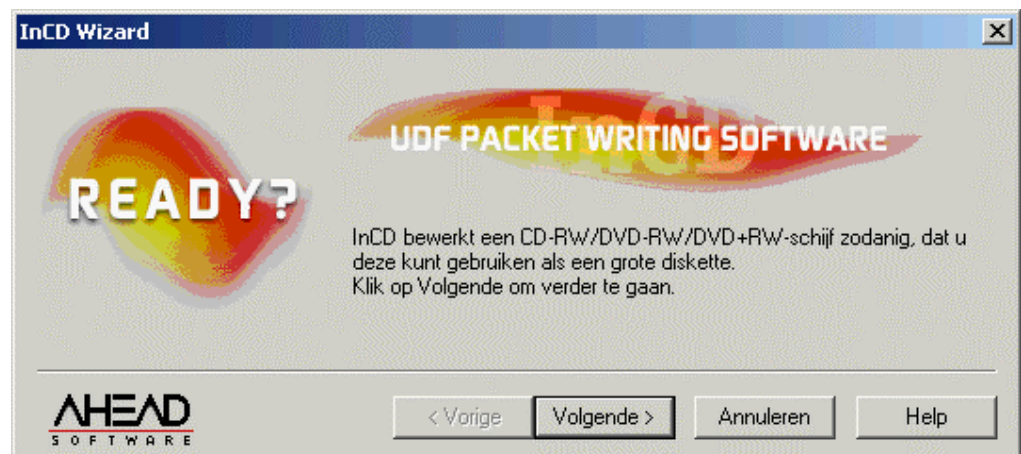 InCD Wizard
InCD
UDF PACKET WRITING SOFTWARE
READY?
InCD bewerkt een CD-RW/DVD-RW/DVD+RW-schijf zodanig, dat u
deze kunt gebruiken als een grote diskette.
Klik op Volgende om verder te gaan.
AHEAD
SOFTWARE
< Vorige
Volgende >
Annuleren
Help